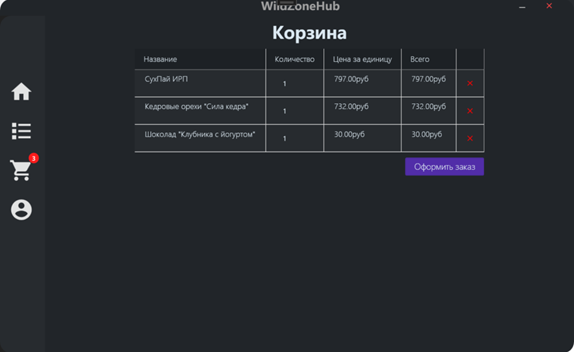 WildZoneHub
Корзина
Название Количество Цена за единицу Всего
СухПай ИРП 1 797.00руб 797.00руб
Кедровые орехи "Сила кедра" 1 732.00руб 732.00руб
Шоколад "Клубника с йогуртом" 1 30.00руб 30.00руб
3
Оформить заказ